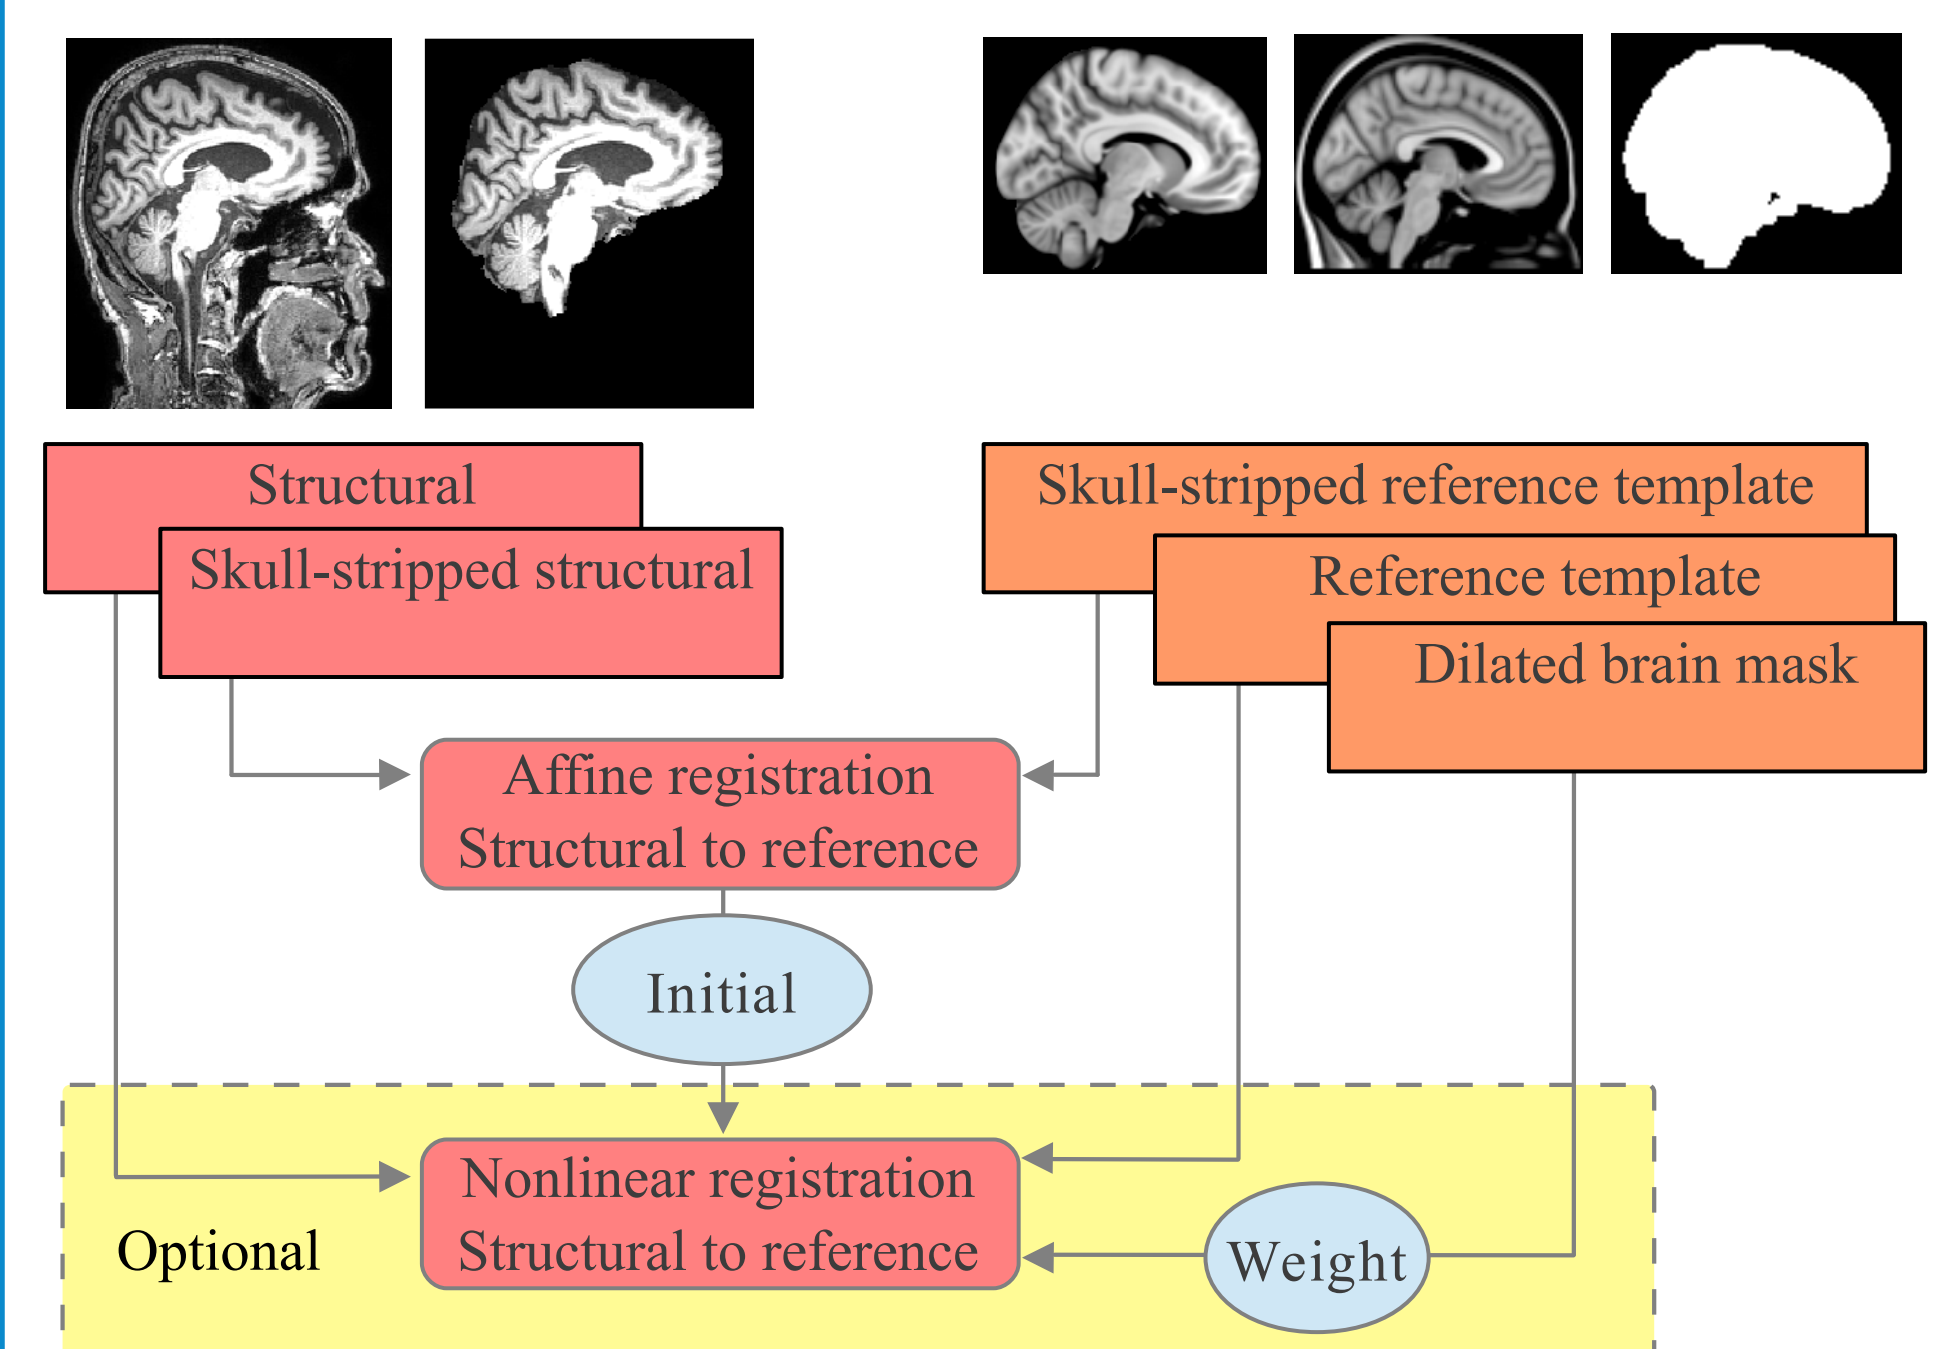 Structural
Skull-stripped structural
Skull-stripped reference template
Reference template
Dilated brain mask
Affine registration
Structural to reference
Initial
Nonlinear registration
Structural to reference
Optional
Weight